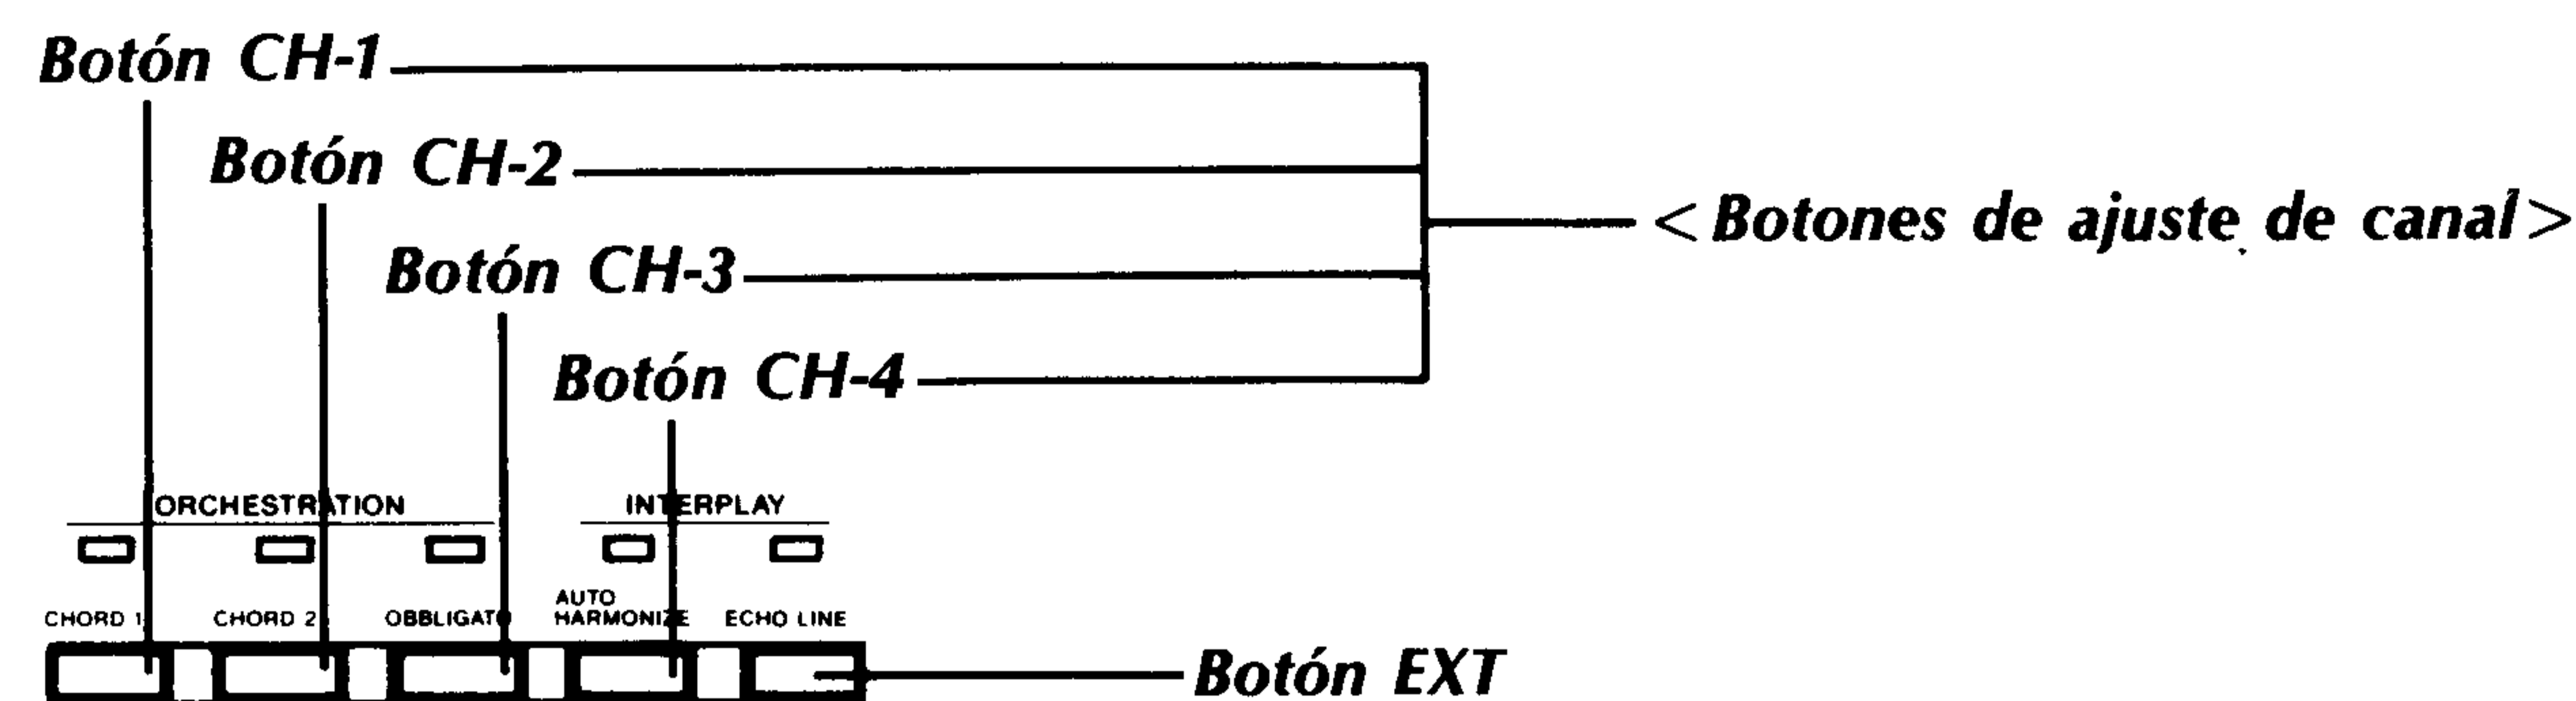 Botón CH-1
Botón CH-2
<Botones de ajuste de canal>
Botón CH-3
Botón CH-4
ORCHESTRATION INTERPLAY
CHORD 1 CHORD 2 OBBLIGATO AUTO HARMONIZE ECHO LINE
Botón EXT